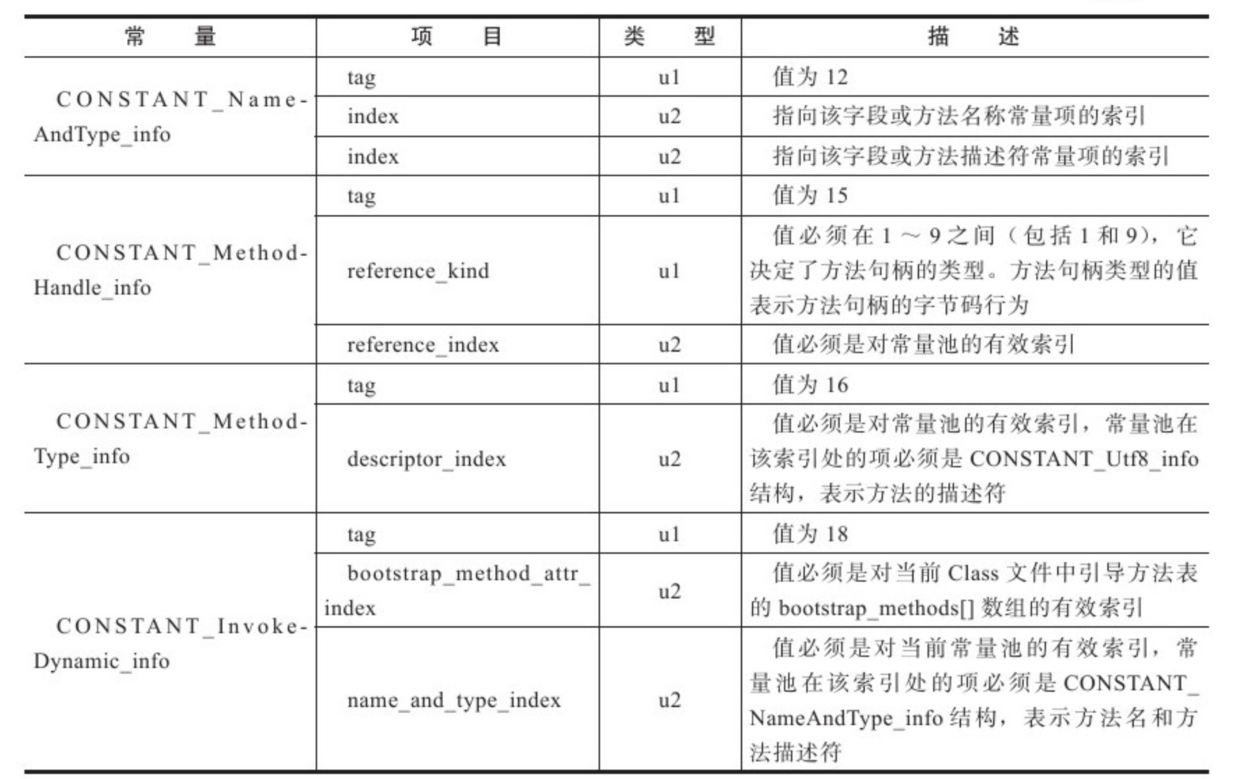 常 量 项 目 类 型 描 述
CONSTANT_Name-
AndType_info
tag u1 值为 12
index u2 指向该字段或方法名称常量项的索引
index u2 指向该字段或方法描述符常量项的索引
CONSTANT_Method-
Handle_info
tag u1 值为 15
reference_kind u1 值必须在 1 ～ 9 之间（包括 1 和 9），它
决定了方法句柄的类型。方法句柄类型的值
表示方法句柄的字节码行为
reference_index u2 值必须是对常量池的有效索引
CONSTANT_Method-
Type_info
tag u1 值为 16
descriptor_index u2 值必须是对常量池的有效索引，常量池在
该索引处的项必须是 CONSTANT_Utf8_info
结构，表示方法的描述符
CONSTANT_Invoke-
Dynamic_info
tag u1 值为 18
bootstrap_method_attr_
index u2 值必须是对当前 Class 文件中引导方法表
的 bootstrap_methods[] 数组的有效索引
name_and_type_index u2 值必须是对当前常量池的有效索引，常
量池在该索引处的项必须是 CONSTANT_
NameAndType_info 结构，表示方法名和方
法描述符